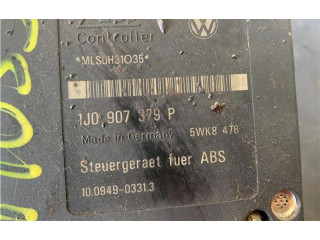 Controller
*MLSUH31O35*
1J0 907 379 P
Made in Germany 5WK8 476
Steuergeraet fuer ABS
10.0949-0331.3